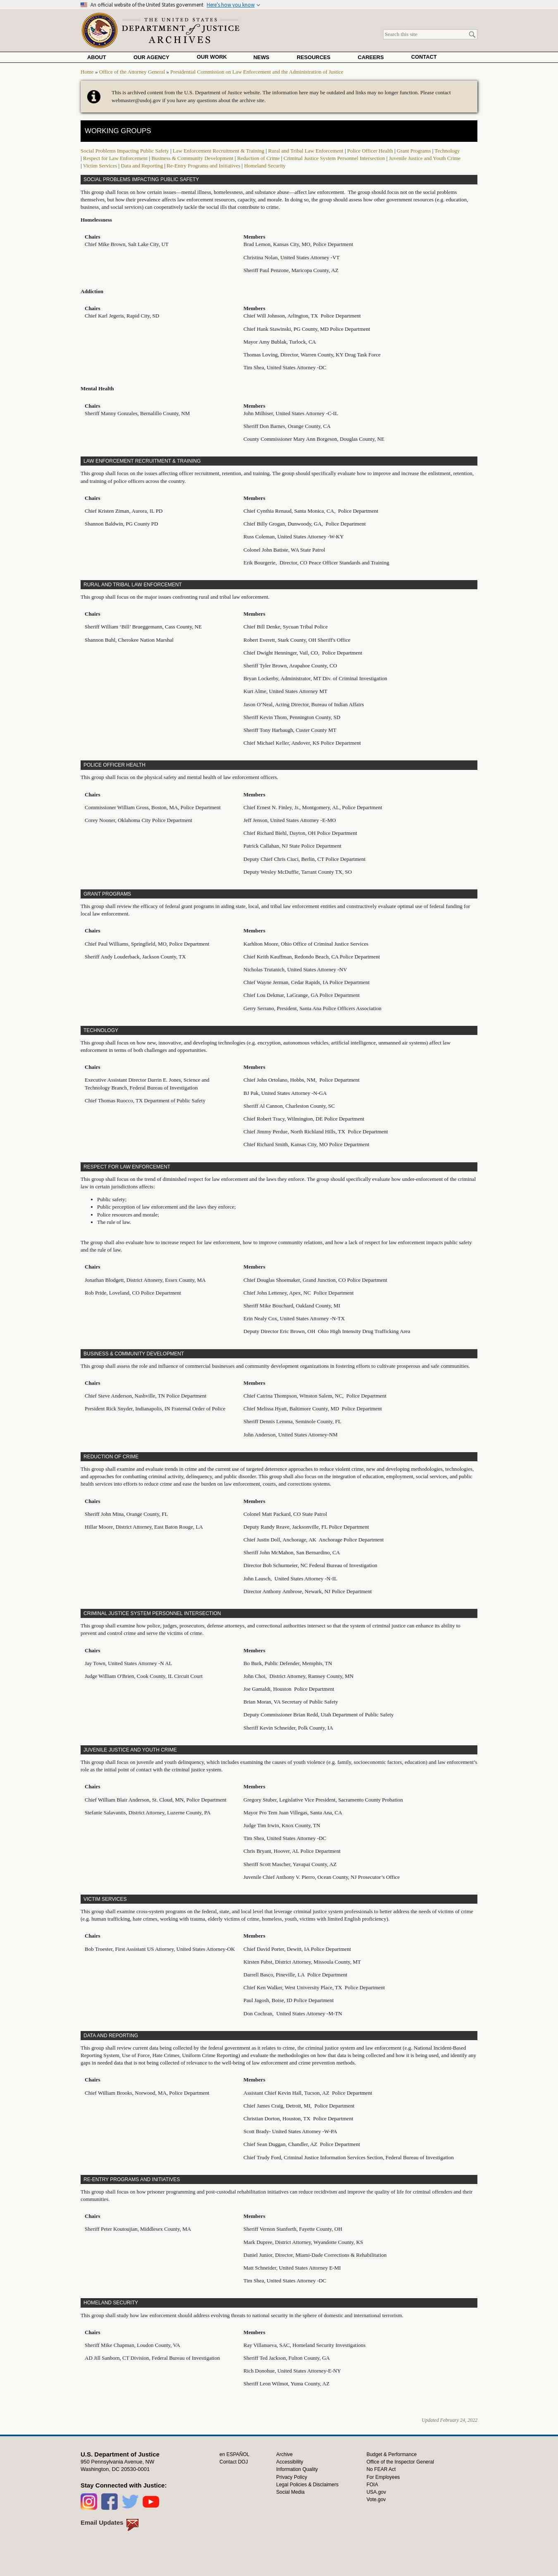 An official website of the United States government Here's how you know
THE UNITED STATES
DEPARTMENT of JUSTICE
ARCHIVES
Search this site
ABOUT OUR AGENCY OUR WORK NEWS RESOURCES CAREERS CONTACT
Home » Office of the Attorney General » Presidential Commission on Law Enforcement and the Administration of Justice
This is archived content from the U.S. Department of Justice website. The information here may be outdated and links may no longer function. Please contact
webmaster@usdoj.gov if you have any questions about the archive site.
WORKING GROUPS
Social Problems Impacting Public Safety | Law Enforcement Recruitment & Training | Rural and Tribal Law Enforcement | Police Officer Health | Grant Programs | Technology
| Respect for Law Enforcement | Business & Community Development | Reduction of Crime | Criminal Justice System Personnel Intersection | Juvenile Justice and Youth Crime
| Victim Services | Data and Reporting | Re-Entry Programs and Initiatives | Homeland Security
SOCIAL PROBLEMS IMPACTING PUBLIC SAFETY
This group shall focus on how certain issues—mental illness, homelessness, and substance abuse—affect law enforcement. The group should focus not on the social problems
themselves, but how their prevalence affects law enforcement resources, capacity, and morale. In doing so, the group should assess how other government resources (e.g. education,
business, and social services) can cooperatively tackle the social ills that contribute to crime.
Homelessness
Chairs Members
Chief Mike Brown, Salt Lake City, UT Brad Lemon, Kansas City, MO, Police Department
Christina Nolan, United States Attorney -VT
Sheriff Paul Penzone, Maricopa County, AZ
Addiction
Chairs Members
Chief Karl Jegeris, Rapid City, SD Chief Will Johnson, Arlington, TX Police Department
Chief Hank Stawinski, PG County, MD Police Department
Mayor Amy Bublak, Turlock, CA
Thomas Loving, Director, Warren County, KY Drug Task Force
Tim Shea, United States Attorney -DC
Mental Health
Chairs Members
Sheriff Manny Gonzales, Bernalillo County, NM John Milhiser, United States Attorney -C-IL
Sheriff Don Barnes, Orange County, CA
County Commissioner Mary Ann Borgeson, Douglas County, NE
LAW ENFORCEMENT RECRUITMENT & TRAINING
This group shall focus on the issues affecting officer recruitment, retention, and training. The group should specifically evaluate how to improve and increase the enlistment, retention,
and training of police officers across the country.
Chairs Members
Chief Kristen Ziman, Aurora, IL PD Chief Cynthia Renaud, Santa Monica, CA, Police Department
Shannon Baldwin, PG County PD Chief Billy Grogan, Dunwoody, GA, Police Department
Russ Coleman, United States Attorney -W-KY
Colonel John Batiste, WA State Patrol
Erik Bourgerie, Director, CO Peace Officer Standards and Training
RURAL AND TRIBAL LAW ENFORCEMENT
This group shall focus on the major issues confronting rural and tribal law enforcement.
Chairs Members
Sheriff William 'Bill' Brueggemann, Cass County, NE Chief Bill Denke, Sycuan Tribal Police
Shannon Buhl, Cherokee Nation Marshal Robert Everett, Stark County, OH Sheriff's Office
Chief Dwight Henninger, Vail, CO, Police Department
Sheriff Tyler Brown, Arapahoe County, CO
Bryan Lockerby, Administrator, MT Div. of Criminal Investigation
Kurt Alme, United States Attorney MT
Jason O'Neal, Acting Director, Bureau of Indian Affairs
Sheriff Kevin Thom, Pennington County, SD
Sheriff Tony Harbaugh, Custer County MT
Chief Michael Keller, Andover, KS Police Department
POLICE OFFICER HEALTH
This group shall focus on the physical safety and mental health of law enforcement officers.
Chairs Members
Commissioner William Gross, Boston, MA, Police Department Chief Ernest N. Finley, Jr., Montgomery, AL, Police Department
Corey Nooner, Oklahoma City Police Department Jeff Jensen, United States Attorney -E-MO
Chief Richard Biehl, Dayton, OH Police Department
Patrick Callahan, NJ State Police Department
Deputy Chief Chris Ciuci, Berlin, CT Police Department
Deputy Wesley McDuffie, Tarrant County TX, SO
GRANT PROGRAMS
This group shall review the efficacy of federal grant programs in aiding state, local, and tribal law enforcement entities and constructively evaluate optimal use of federal funding for
local law enforcement.
Chairs Members
Chief Paul Williams, Springfield, MO, Police Department Karhlton Moore, Ohio Office of Criminal Justice Services
Sheriff Andy Louderback, Jackson County, TX Chief Keith Kauffman, Redondo Beach, CA Police Department
Nicholas Trutanich, United States Attorney -NV
Chief Wayne Jerman, Cedar Rapids, IA Police Department
Chief Lou Dekmar, LaGrange, GA Police Department
Gerry Serrano, President, Santa Ana Police Officers Association
TECHNOLOGY
This group shall focus on how new, innovative, and developing technologies (e.g. encryption, autonomous vehicles, artificial intelligence, unmanned air systems) affect law
enforcement in terms of both challenges and opportunities.
Chairs Members
Executive Assistant Director Darrin E. Jones, Science and Chief John Ortolano, Hobbs, NM, Police Department
Technology Branch, Federal Bureau of Investigation
BJ Pak, United States Attorney -N-GA
Chief Thomas Ruocco, TX Department of Public Safety
Sheriff Al Cannon, Charleston County, SC
Chief Robert Tracy, Wilmington, DE Police Department
Chief Jimmy Perdue, North Richland Hills, TX Police Department
Chief Richard Smith, Kansas City, MO Police Department
RESPECT FOR LAW ENFORCEMENT
This group shall focus on the trend of diminished respect for law enforcement and the laws they enforce. The group should specifically evaluate how under-enforcement of the criminal
law in certain jurisdictions affects:
• Public safety;
• Public perception of law enforcement and the laws they enforce;
• Police resources and morale;
• The rule of law.
The group shall also evaluate how to increase respect for law enforcement, how to improve community relations, and how a lack of respect for law enforcement impacts public safety
and the rule of law.
Chairs Members
Jonathan Blodgett, District Attorney, Essex County, MA Chief Douglas Shoemaker, Grand Junction, CO Police Department
Rob Pride, Loveland, CO Police Department Chief John Letteney, Apex, NC Police Department
Sheriff Mike Bouchard, Oakland County, MI
Erin Nealy Cox, United States Attorney -N-TX
Deputy Director Eric Brown, OH Ohio High Intensity Drug Trafficking Area
BUSINESS & COMMUNITY DEVELOPMENT
This group shall assess the role and influence of commercial businesses and community development organizations in fostering efforts to cultivate prosperous and safe communities.
Chairs Members
Chief Steve Anderson, Nashville, TN Police Department Chief Catrina Thompson, Winston Salem, NC, Police Department
President Rick Snyder, Indianapolis, IN Fraternal Order of Police Chief Melissa Hyatt, Baltimore County, MD Police Department
Sheriff Dennis Lemma, Seminole County, FL
John Anderson, United States Attorney-NM
REDUCTION OF CRIME
This group shall examine and evaluate trends in crime and the current use of targeted deterrence approaches to reduce violent crime, new and developing methodologies, technologies,
and approaches for combatting criminal activity, delinquency, and public disorder. This group shall also focus on the integration of education, employment, social services, and public
health services into efforts to reduce crime and ease the burden on law enforcement, courts, and corrections systems.
Chairs Members
Sheriff John Mina, Orange County, FL Colonel Matt Packard, CO State Patrol
Hillar Moore, District Attorney, East Baton Rouge, LA Deputy Randy Reave, Jacksonville, FL Police Department
Chief Justin Doll, Anchorage, AK Anchorage Police Department
Sheriff John McMahon, San Bernardino, CA
Director Bob Schurmeier, NC Federal Bureau of Investigation
John Lausch, United States Attorney -N-IL
Director Anthony Ambrose, Newark, NJ Police Department
CRIMINAL JUSTICE SYSTEM PERSONNEL INTERSECTION
This group shall examine how police, judges, prosecutors, defense attorneys, and correctional authorities intersect so that the system of criminal justice can enhance its ability to
prevent and control crime and serve the victims of crime.
Chairs Members
Jay Town, United States Attorney -N AL Bo Burk, Public Defender, Memphis, TN
Judge William O'Brien, Cook County, IL Circuit Court John Choi, District Attorney, Ramsey County, MN
Joe Gamaldi, Houston Police Department
Brian Moran, VA Secretary of Public Safety
Deputy Commissioner Brian Redd, Utah Department of Public Safety
Sheriff Kevin Schneider, Polk County, IA
JUVENILE JUSTICE AND YOUTH CRIME
This group shall focus on juvenile and youth delinquency, which includes examining the causes of youth violence (e.g. family, socioeconomic factors, education) and law enforcement's
role as the initial point of contact with the criminal justice system.
Chairs Members
Chief William Blair Anderson, St. Cloud, MN, Police Department Gregory Stuber, Legislative Vice President, Sacramento County Probation
Stefanie Salavantis, District Attorney, Luzerne County, PA Mayor Pro Tem Juan Villegas, Santa Ana, CA
Judge Tim Irwin, Knox County, TN
Tim Shea, United States Attorney -DC
Chris Bryant, Hoover, AL Police Department
Sheriff Scott Mascher, Yavapai County, AZ
Juvenile Chief Anthony V. Pierro, Ocean County, NJ Prosecutor's Office
VICTIM SERVICES
This group shall examine cross-system programs on the federal, state, and local level that leverage criminal justice system professionals to better address the needs of victims of crime
(e.g. human trafficking, hate crimes, working with trauma, elderly victims of crime, homeless, youth, victims with limited English proficiency).
Chairs Members
Bob Troester, First Assistant US Attorney, United States Attorney-OK Chief David Porter, Dewitt, IA Police Department
Kirsten Pabst, District Attorney, Missoula County, MT
Darrell Basco, Pineville, LA Police Department
Chief Ken Walker, West University Place, TX Police Department
Paul Jagosh, Boise, ID Police Department
Don Cochran, United States Attorney -M-TN
DATA AND REPORTING
This group shall review current data being collected by the federal government as it relates to crime, the criminal justice system and law enforcement (e.g. National Incident-Based
Reporting System, Use of Force, Hate Crimes, Uniform Crime Reporting) and evaluate the methodologies on how that data is being collected and how it is being used, and identify any
gaps in needed data that is not being collected of relevance to the well-being of law enforcement and crime prevention methods.
Chairs Members
Chief William Brooks, Norwood, MA, Police Department Assistant Chief Kevin Hall, Tucson, AZ Police Department
Chief James Craig, Detroit, MI, Police Department
Christian Dorton, Houston, TX Police Department
Scott Brady- United States Attorney -W-PA
Chief Sean Duggan, Chandler, AZ Police Department
Chief Trudy Ford, Criminal Justice Information Services Section, Federal Bureau of Investigation
RE-ENTRY PROGRAMS AND INITIATIVES
This group shall focus on how prisoner programming and post-custodial rehabilitation initiatives can reduce recidivism and improve the quality of life for criminal offenders and their
communities.
Chairs Members
Sheriff Peter Koutoujian, Middlesex County, MA Sheriff Vernon Stanforth, Fayette County, OH
Mark Dupree, District Attorney, Wyandotte County, KS
Daniel Junior, Director, Miami-Dade Corrections & Rehabilitation
Matt Schneider, United States Attorney E-MI
Tim Shea, United States Attorney -DC
HOMELAND SECURITY
This group shall study how law enforcement should address evolving threats to national security in the sphere of domestic and international terrorism.
Chairs Members
Sheriff Mike Chapman, Loudon County, VA Ray Villanueva, SAC, Homeland Security Investigations
AD Jill Sanborn, CT Division, Federal Bureau of Investigation Sheriff Ted Jackson, Fulton County. GA
Rich Donohue, United States Attorney-E-NY
Sheriff Leon Wilmot, Yuma County, AZ
Updated February 24, 2022
U.S. Department of Justice en ESPAÑOL Archive Budget & Performance
950 Pennsylvania Avenue, NW Contact DOJ Accessibility Office of the Inspector General
Washington, DC 20530-0001 Information Quality No FEAR Act
Privacy Policy For Employees
Stay Connected with Justice: Legal Policies & Disclaimers FOIA
Social Media USA.gov
Vote.gov
Email Updates